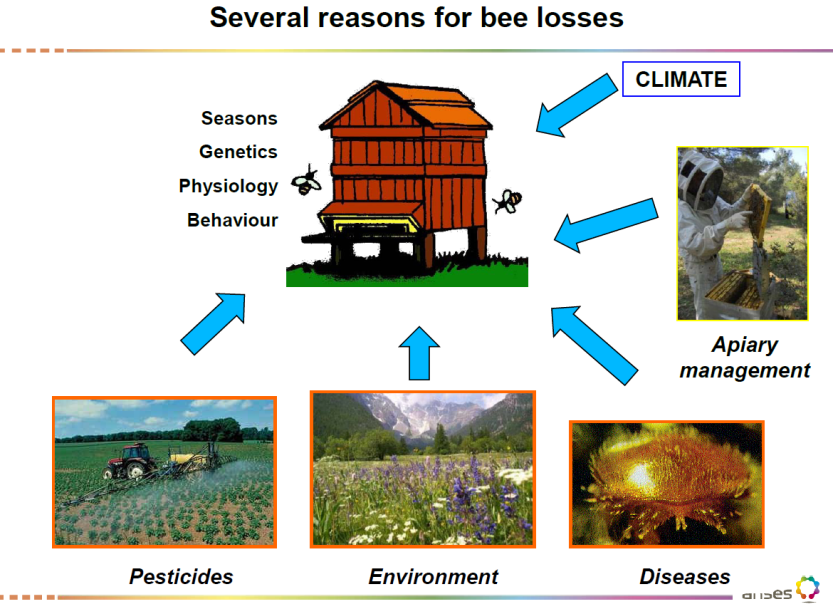 Several reasons for bee losses
CLIMATE
Seasons
Genetics
Physiology
Behaviour
Apiary
management
Pesticides
Environment
Diseases
anses